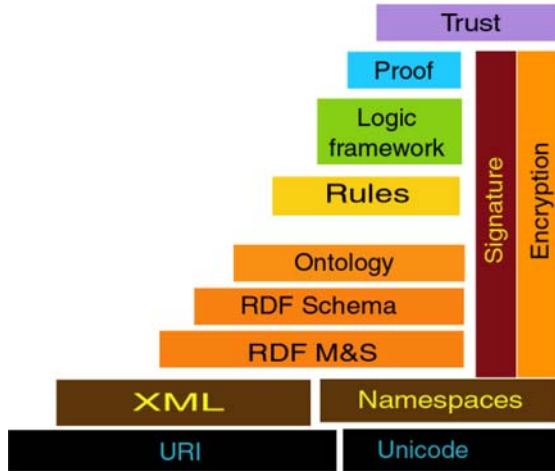 Trust
Proof
Logic
framework
Rules
Ontology
RDF Schema
RDF M&S
Signature
Encryption
XML
Namespaces
URI
Unicode